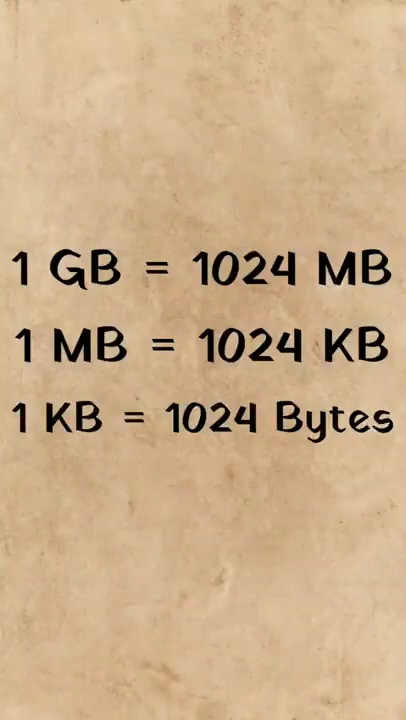 1 GB = 1024 MB
1 MB = 1024 KB
1 KB = 1024 Bytes